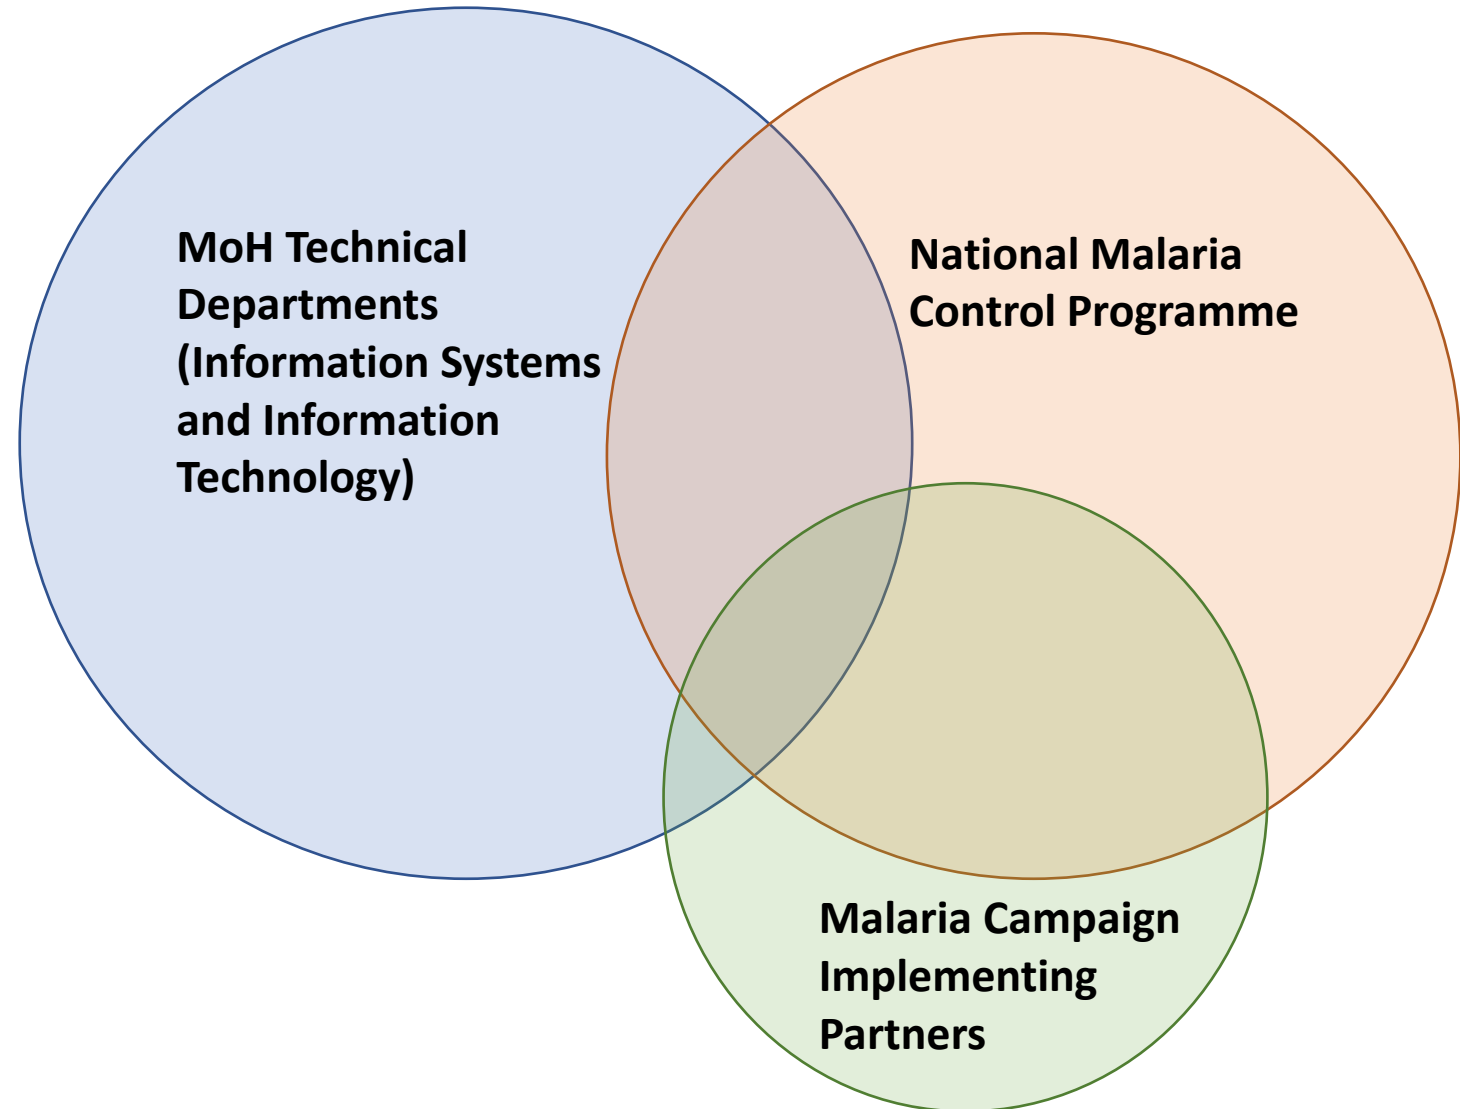 MoH Technical
Departments
(Information Systems
and Information
Technology)
National Malaria
Control Programme
Malaria Campaign
Implementing
Partners